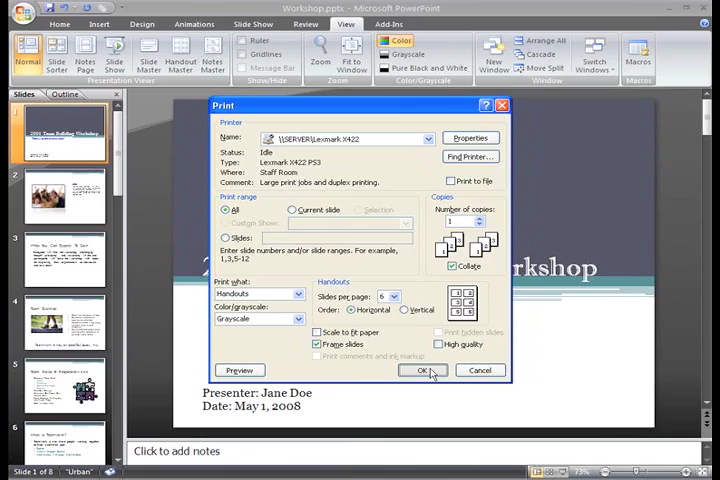 Workshop.pptx - Microsoft PowerPoint
Home Insert Design Animations Slide Show Review View Add-Ins
Normal
Slide Sorter
Notes Page
Slide Show
Slide Master
Handout Master
Notes Master
Presentation Views
Ruler
Gridlines
Message Bar
Show/Hide
Zoom
Fit to Window
Zoom
Color
Grayscale
Pure Black and White
Color/Grayscale
New Window
Arrange All
Cascade
Move Split
Switch Windows
Window
Macros
Macros
Slides Outline
1
2
3
4
5
6
Print
Printer
Name: \\SERVER\Lexmark X422
Properties
Status: Idle
Type: Lexmark X422 PS3
Find Printer...
Where: Staff Room
Comment: Large print jobs and duplex printing.
Print to file
Print range
All Current slide Selection
Custom Show:
Slides:
Enter slide numbers and/or slide ranges. For example,
1,3,5-12
Copies
Number of copies:
1
Collate
Print what:
Handouts
Color/grayscale:
Grayscale
Handouts
Slides per page: 6
Order: Horizontal Vertical
Scale to fit paper
Print hidden slides
Frame slides
High quality
Print comments and ink markup
Preview
OK
Cancel
Presenter: Jane Doe
Date: May 1, 2008
Click to add notes
Slide 1 of 8 "Urban" 73%